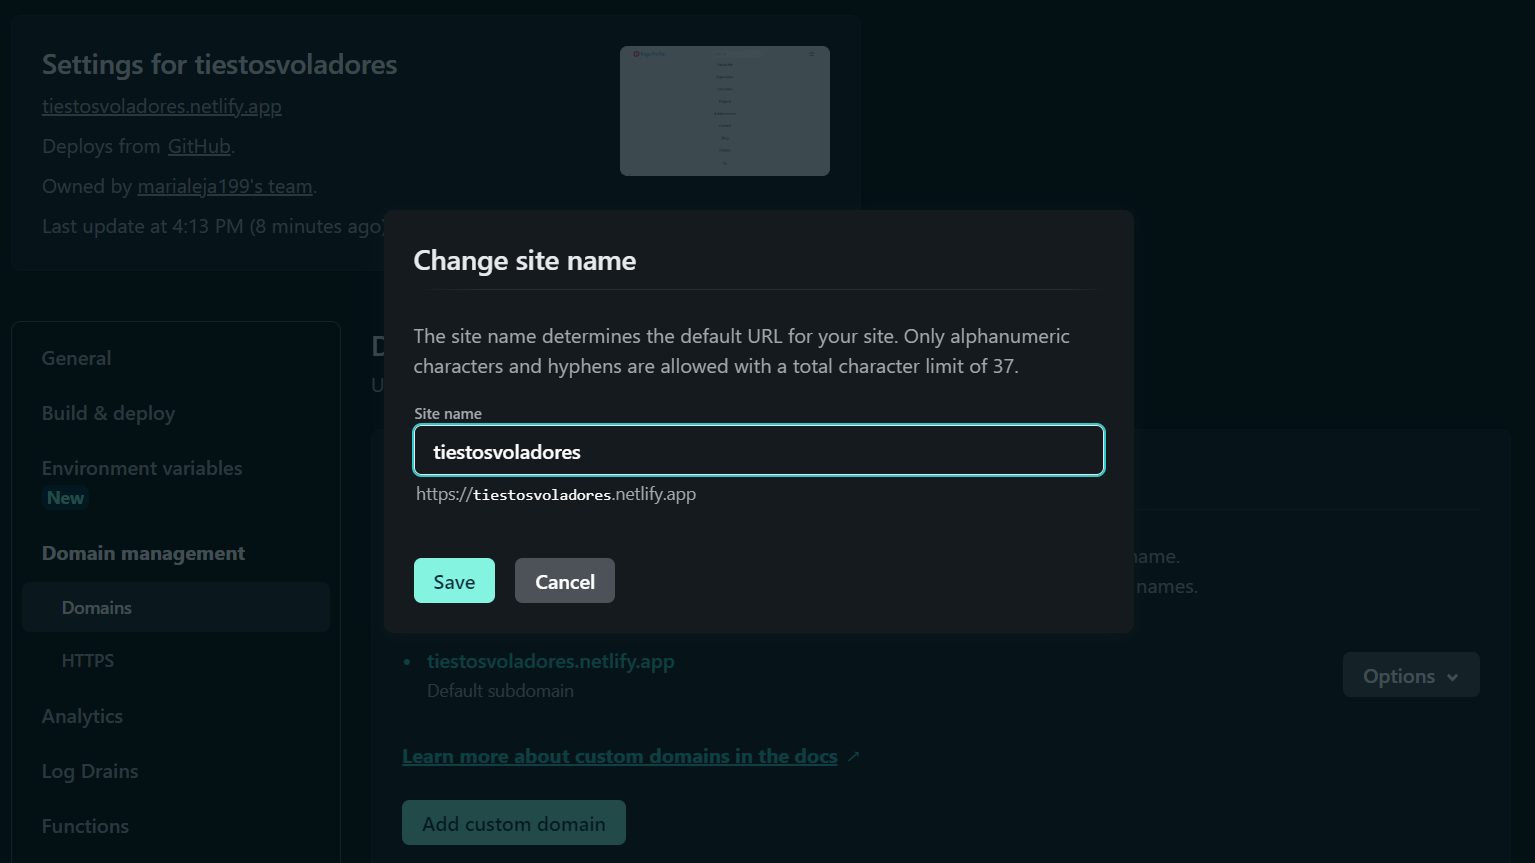 Settings for tiestosvoladores
tiestosvoladores.netlify.app
Deploys from GitHub.
Owned by marialeja199's team.
Last update at 4:13 PM (8 minutes ago)
Change site name
The site name determines the default URL for your site. Only alphanumeric
characters and hyphens are allowed with a total character limit of 37.
Site name
tiestosvoladores
https://tiestosvoladores.netlify.app
Save Cancel
General
Build & deploy
Environment variables
New
Domain management
Domains
HTTPS
Analytics
Log Drains
Functions
D
U
name.
names.
• tiestosvoladores.netlify.app
Default subdomain
Options
Learn more about custom domains in the docs ↗
Add custom domain